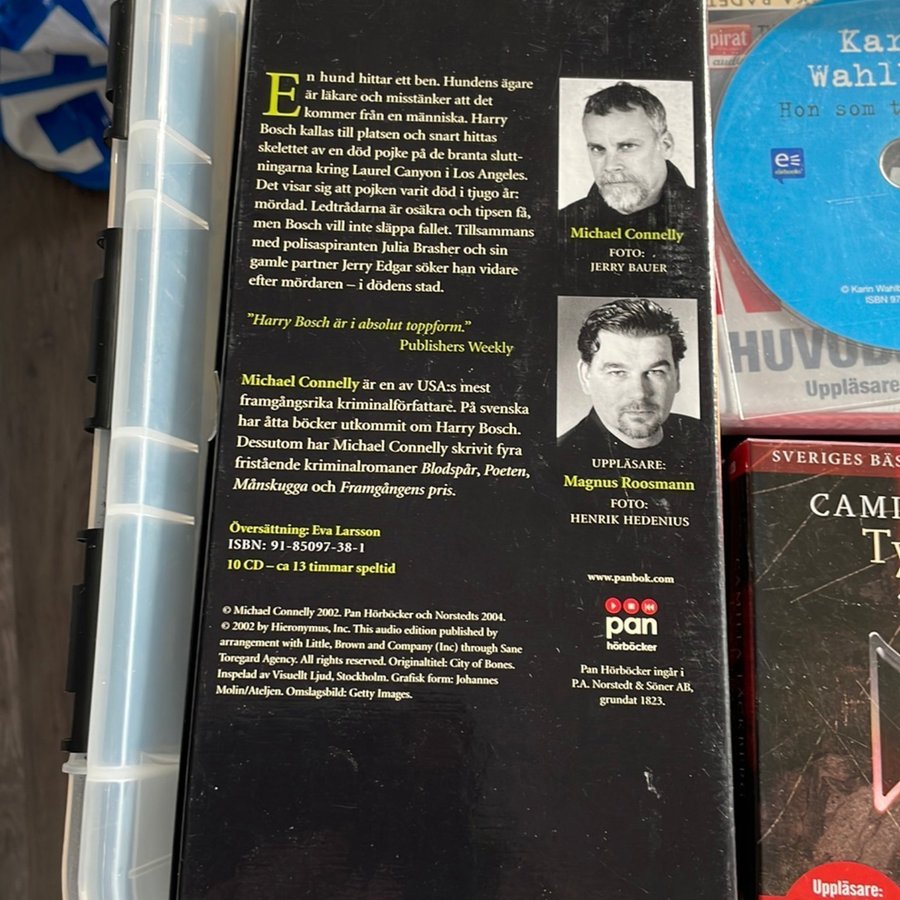 En hund hittar ett ben. Hundens ägare
är läkare och misstänker att det
kommer från en människa. Harry
Bosch kallas till platsen och snart hittas
skelettet av en död pojke på de branta slutt-
ningarna kring Laurel Canyon i Los Angeles.
Det visar sig att pojken varit död i tjugo år:
mördad. Ledtrådarna är osäkra och tipsen få,
men Bosch vill inte släppa fallet. Tillsammans
med polisaspiranten Julia Brasher och sin
gamle partner Jerry Edgar söker han vidare
efter mördaren – i dödens stad.
"Harry Bosch är i absolut toppform."
Publishers Weekly
Michael Connelly är en av USA:s mest
framgångsrika kriminalförfattare. På svenska
har åtta böcker utkommit om Harry Bosch.
Dessutom har Michael Connelly skrivit fyra
fristående kriminalromaner Blodspår, Poeten,
Månskugga och Framgångens pris.
Översättning: Eva Larsson
ISBN: 91-85097-38-1
10 CD – ca 13 timmar speltid
© Michael Connelly 2002. Pan Hörböcker och Norstedts 2004.
© 2002 by Hieronymus, Inc. This audio edition published by
arrangement with Little, Brown and Company (Inc) through Sane
Toregard Agency. All rights reserved. Originaltitel: City of Bones.
Inspelad av Visuellt Ljud, Stockholm. Grafisk form: Johannes
Molin/Ateljen. Omslagsbild: Getty Images.
Michael Connelly
FOTO:
JERRY BAUER
UPPLÄSARE:
Magnus Roosmann
FOTO:
HENRIK HEDENIUS
www.panbok.com
pan
hörböcker
Pan Hörböcker ingår i
P.A. Norstedt & Söner AB,
grundat 1823.
pirat
Kar
Wahl
Hon som t
e
© Karin Wahlb
ISBN 97
HUVUD
Uppläsare
SVERIGES BÄS
CAMI
Ty
Uppläsare: